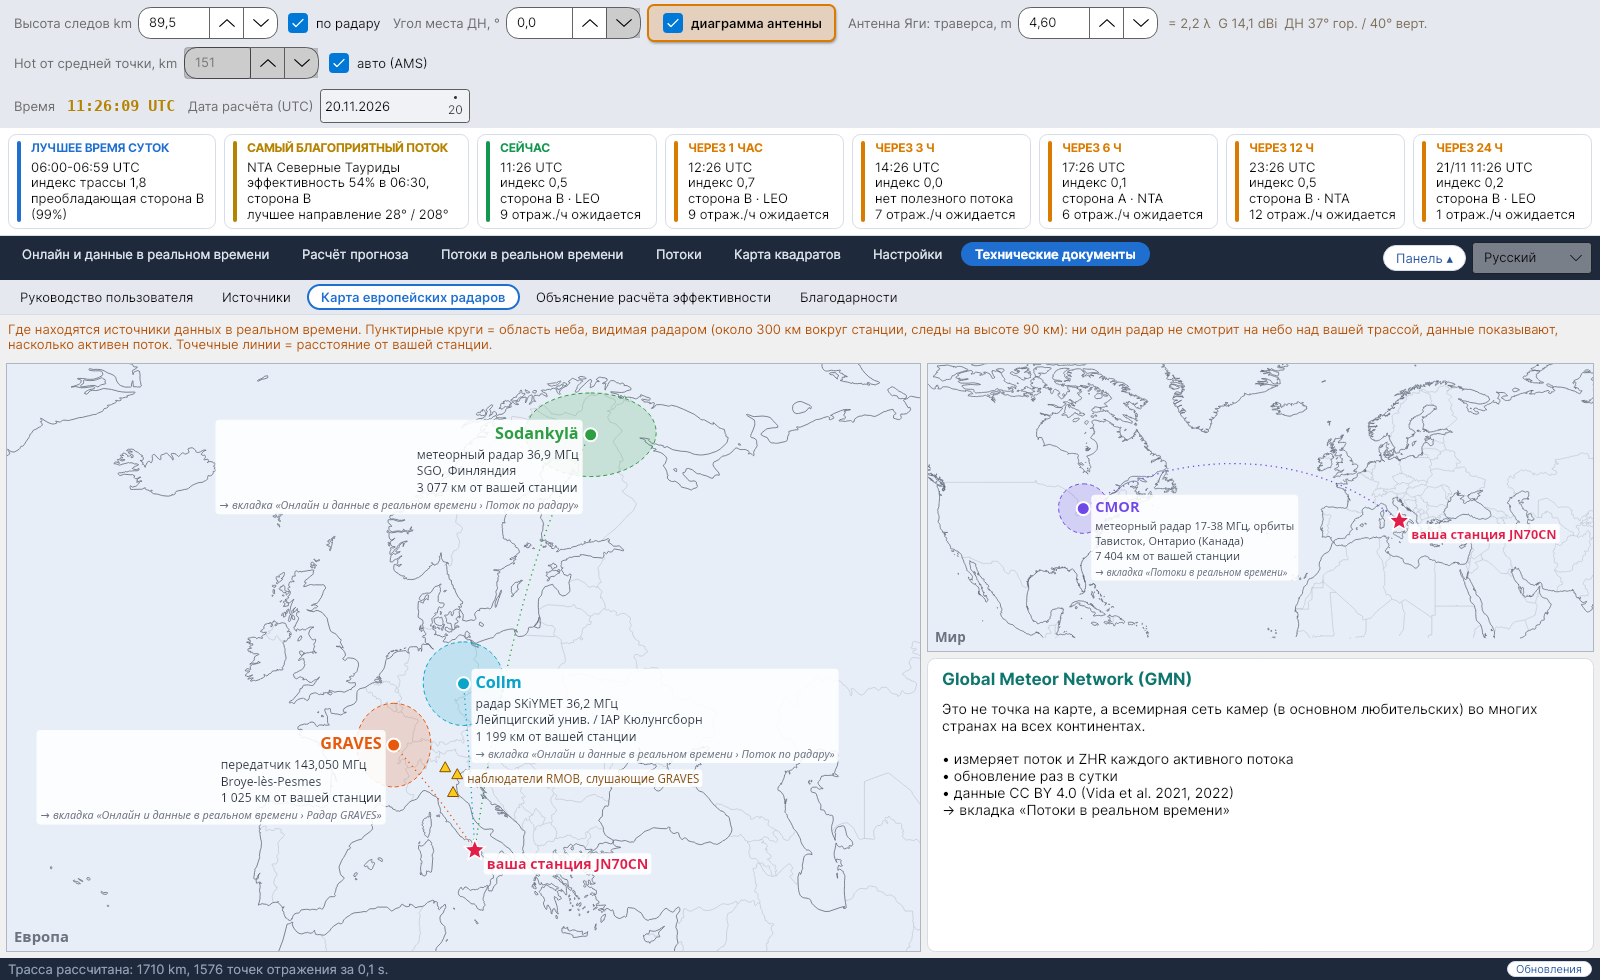 Высота следов km 89,5 по радару Угол места ДН, ° 0,0 диаграмма антенны Антенна Яги: траверса, m 4,60 = 2,2 λ G 14,1 dBi ДН 37° гор. / 40° верт.
Hot от средней точки, km 151 авто (AMS)
Время 11:26:09 UTC Дата расчёта (UTC) 20.11.2026 20
ЛУЧШЕЕ ВРЕМЯ СУТОК
06:00-06:59 UTC
индекс трассы 1,8
преобладающая сторона B
(99%)
САМЫЙ БЛАГОПРИЯТНЫЙ ПОТОК
NTA Северные Тауриды
эффективность 54% в 06:30,
сторона B
лучшее направление 28° / 208°
СЕЙЧАС
11:26 UTC
индекс 0,5
сторона B · LEO
9 отраж./ч ожидается
ЧЕРЕЗ 1 ЧАС
12:26 UTC
индекс 0,7
сторона B · LEO
9 отраж./ч ожидается
ЧЕРЕЗ 3 Ч
14:26 UTC
индекс 0,0
нет полезного потока
7 отраж./ч ожидается
ЧЕРЕЗ 6 Ч
17:26 UTC
индекс 0,1
сторона A · NTA
6 отраж./ч ожидается
ЧЕРЕЗ 12 Ч
23:26 UTC
индекс 0,5
сторона B · NTA
12 отраж./ч ожидается
ЧЕРЕЗ 24 Ч
21/11 11:26 UTC
индекс 0,2
сторона B · LEO
1 отраж./ч ожидается
Онлайн и данные в реальном времени Расчёт прогноза Потоки в реальном времени Потоки Карта квадратов Настройки Технические документы Панель ▴ Русский
Руководство пользователя Источники Карта европейских радаров Объяснение расчёта эффективности Благодарности
Где находятся источники данных в реальном времени. Пунктирные круги = область неба, видимая радаром (около 300 км вокруг станции, следы на высоте 90 км): ни один радар не смотрит на небо над вашей трассой, данные показывают,
насколько активен поток. Точечные линии = расстояние от вашей станции.
Sodankylä
метеорный радар 36,9 МГц
SGO, Финляндия
3 077 км от вашей станции
→ вкладка «Онлайн и данные в реальном времени › Поток по радару»
Collm
радар SKiYMET 36,2 МГц
Лейпцигский унив. / IAP Кюлунгсборн
1 199 км от вашей станции
→ вкладка «Онлайн и данные в реальном времени › Поток по радару»
GRAVES
передатчик 143,050 МГц
Broye-lès-Pesmes
1 025 км от вашей станции
→ вкладка «Онлайн и данные в реальном времени › Радар GRAVES»
наблюдатели RMOB, слушающие GRAVES
ваша станция JN70CN
Европа
CMOR
метеорный радар 17-38 МГц, орбиты
Тависток, Онтарио (Канада)
7 404 км от вашей станции
→ вкладка «Потоки в реальном времени»
ваша станция JN70CN
Мир
Global Meteor Network (GMN)
Это не точка на карте, а всемирная сеть камер (в основном любительских) во многих
странах на всех континентах.
• измеряет поток и ZHR каждого активного потока
• обновление раз в сутки
• данные CC BY 4.0 (Vida et al. 2021, 2022)
→ вкладка «Потоки в реальном времени»
Трасса рассчитана: 1710 km, 1576 точек отражения за 0,1 s. Обновления